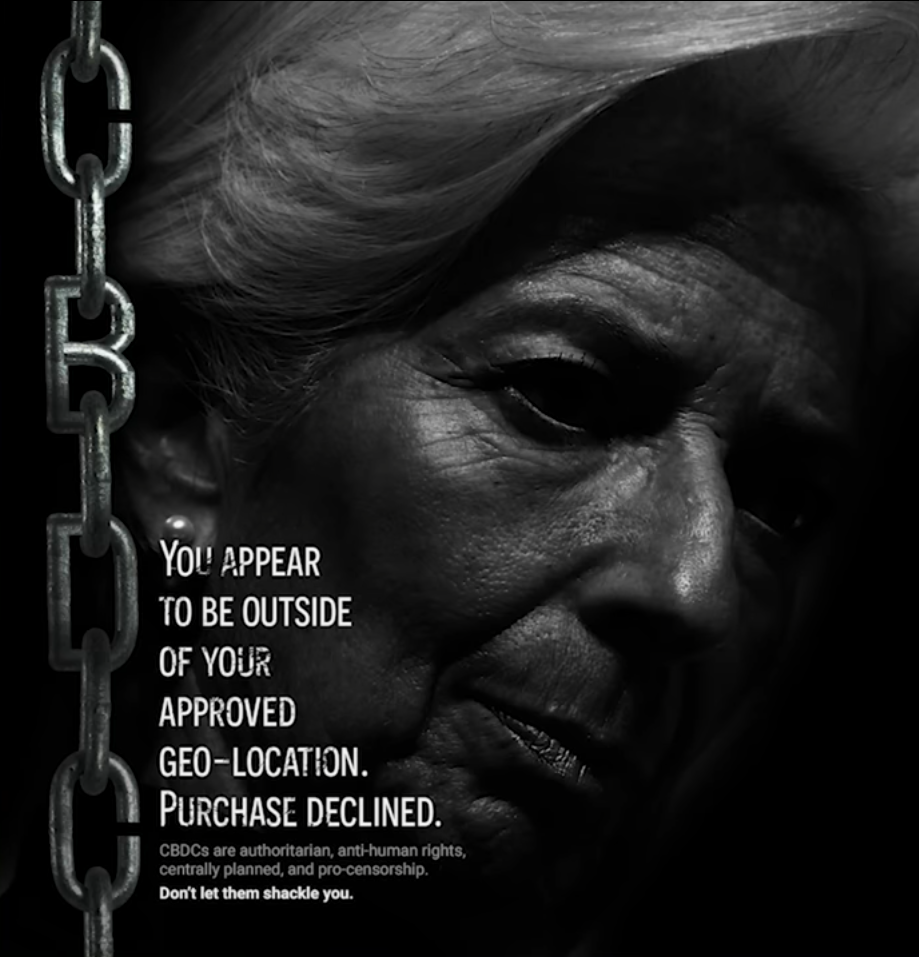 CBDC
You appear
to be outside
of your
approved
geo-location.
Purchase declined.
CBDCs are authoritarian, anti-human rights,
centrally planned, and pro-censorship.
Don't let them shackle you.